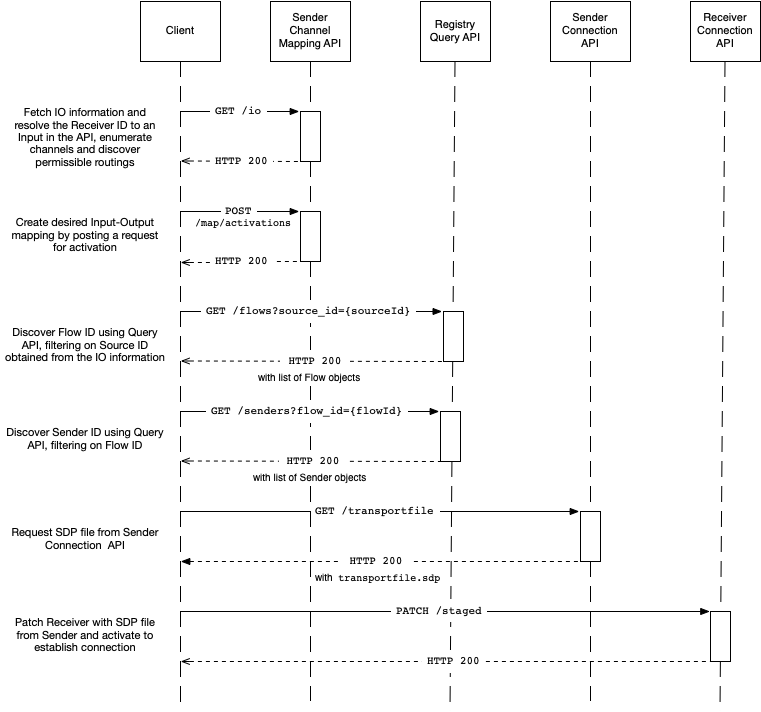 Client
Sender
Channel
Mapping API
Registry
Query API
Sender
Connection
API
Receiver
Connection
API
Fetch IO information and
resolve the Receiver ID to an
Input in the API, enumerate
channels and discover
permissible routings
GET /io
HTTP 200
Create desired Input-Output
mapping by posting a request
for activation
POST
/map/activations
HTTP 200
Discover Flow ID using Query
API, filtering on Source ID
obtained from the IO information
GET /flows?source_id={sourceId}
HTTP 200
with list of Flow objects
Discover Sender ID using Query
API, filtering on Flow ID
GET /senders?flow_id={flowId}
HTTP 200
with list of Sender objects
Request SDP file from Sender
Connection API
GET /transportfile
HTTP 200
with transportfile.sdp
Patch Receiver with SDP file
from Sender and activate to
establish connection
PATCH /staged
HTTP 200